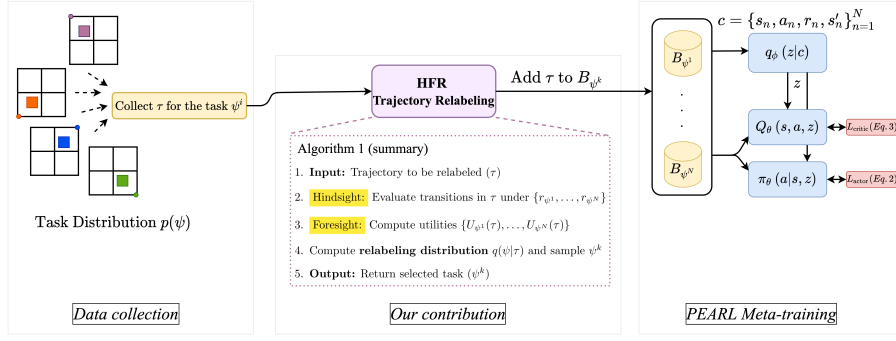 Collect τ for the task ψ^i
Task Distribution p(ψ)
Data collection
HFR
Trajectory Relabeling
Add τ to B_{ψ^k}
Algorithm 1 (summary)
1. Input: Trajectory to be relabeled (τ)
2. Hindsight: Evaluate transitions in τ under {r_{ψ^1}, . . . , r_{ψ^N}}
3. Foresight: Compute utilities {U_{ψ^1}(τ), . . . , U_{ψ^N}(τ)}
4. Compute relabeling distribution q(ψ|τ) and sample ψ^k
5. Output: Return selected task (ψ^k)
Our contribution
c = {s_n, a_n, r_n, s'_n}^N_{n=1}
B_{ψ^1}
.
.
.
B_{ψ^N}
q_ϕ (z|c)
z
Q_θ (s, a, z)
L_critic(Eq. 3)
π_θ (a|s, z)
L_actor(Eq. 2)
PEARL Meta-training